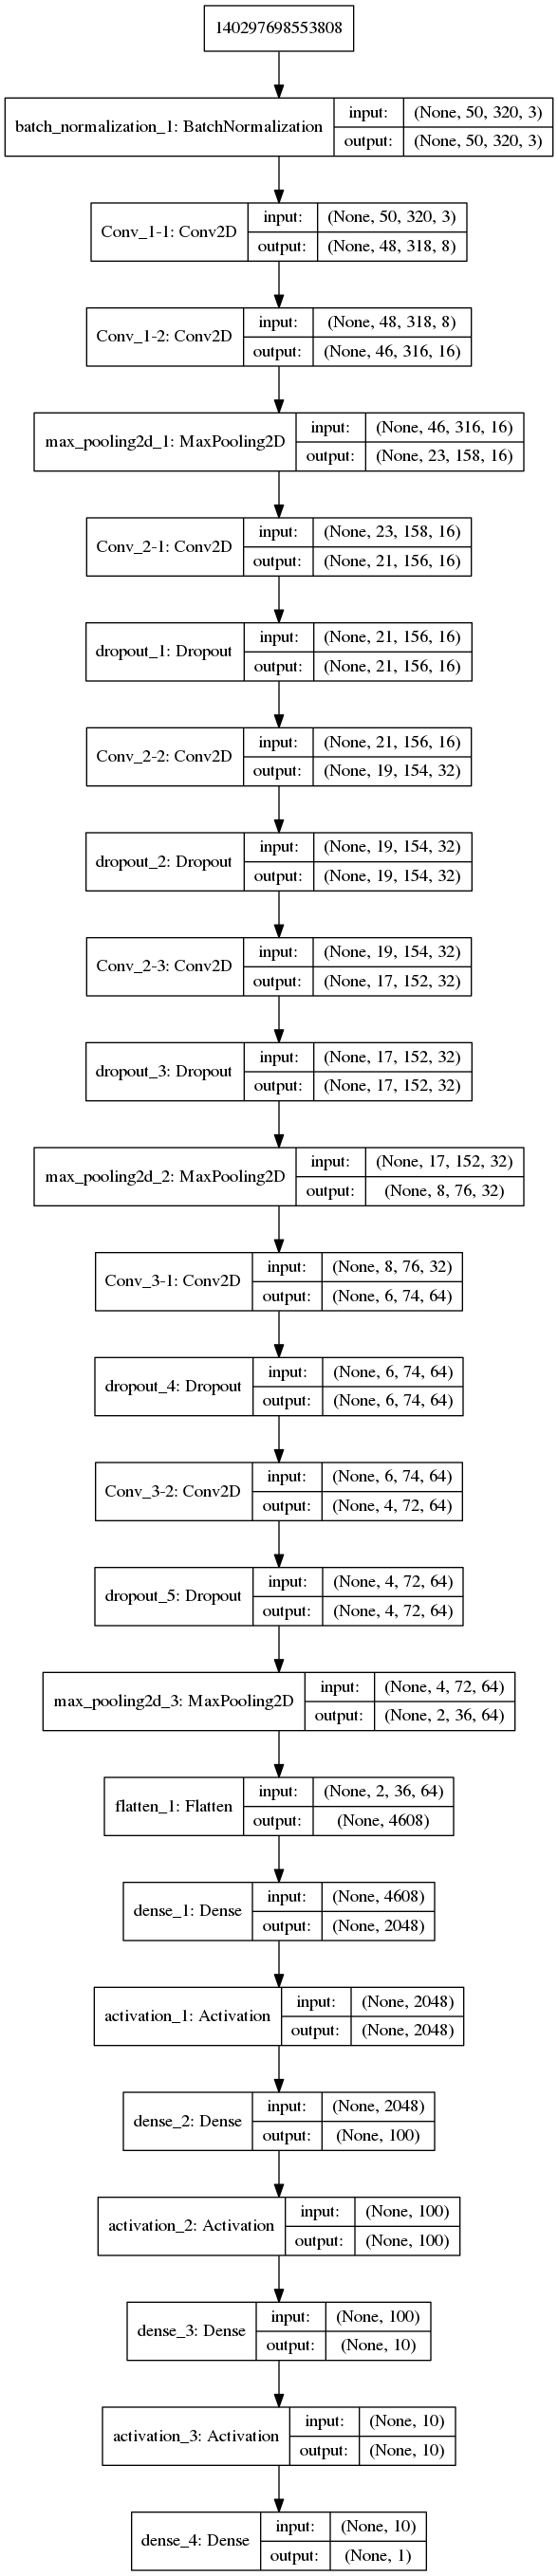 140297698553808
batch_normalization_1: BatchNormalization
input: (None, 50, 320, 3)
output: (None, 50, 320, 3)
Conv_1-1: Conv2D
input: (None, 50, 320, 3)
output: (None, 48, 318, 8)
Conv_1-2: Conv2D
input: (None, 48, 318, 8)
output: (None, 46, 316, 16)
max_pooling2d_1: MaxPooling2D
input: (None, 46, 316, 16)
output: (None, 23, 158, 16)
Conv_2-1: Conv2D
input: (None, 23, 158, 16)
output: (None, 21, 156, 16)
dropout_1: Dropout
input: (None, 21, 156, 16)
output: (None, 21, 156, 16)
Conv_2-2: Conv2D
input: (None, 21, 156, 16)
output: (None, 19, 154, 32)
dropout_2: Dropout
input: (None, 19, 154, 32)
output: (None, 19, 154, 32)
Conv_2-3: Conv2D
input: (None, 19, 154, 32)
output: (None, 17, 152, 32)
dropout_3: Dropout
input: (None, 17, 152, 32)
output: (None, 17, 152, 32)
max_pooling2d_2: MaxPooling2D
input: (None, 17, 152, 32)
output: (None, 8, 76, 32)
Conv_3-1: Conv2D
input: (None, 8, 76, 32)
output: (None, 6, 74, 64)
dropout_4: Dropout
input: (None, 6, 74, 64)
output: (None, 6, 74, 64)
Conv_3-2: Conv2D
input: (None, 6, 74, 64)
output: (None, 4, 72, 64)
dropout_5: Dropout
input: (None, 4, 72, 64)
output: (None, 4, 72, 64)
max_pooling2d_3: MaxPooling2D
input: (None, 4, 72, 64)
output: (None, 2, 36, 64)
flatten_1: Flatten
input: (None, 2, 36, 64)
output: (None, 4608)
dense_1: Dense
input: (None, 4608)
output: (None, 2048)
activation_1: Activation
input: (None, 2048)
output: (None, 2048)
dense_2: Dense
input: (None, 2048)
output: (None, 100)
activation_2: Activation
input: (None, 100)
output: (None, 100)
dense_3: Dense
input: (None, 100)
output: (None, 10)
activation_3: Activation
input: (None, 10)
output: (None, 10)
dense_4: Dense
input: (None, 10)
output: (None, 1)